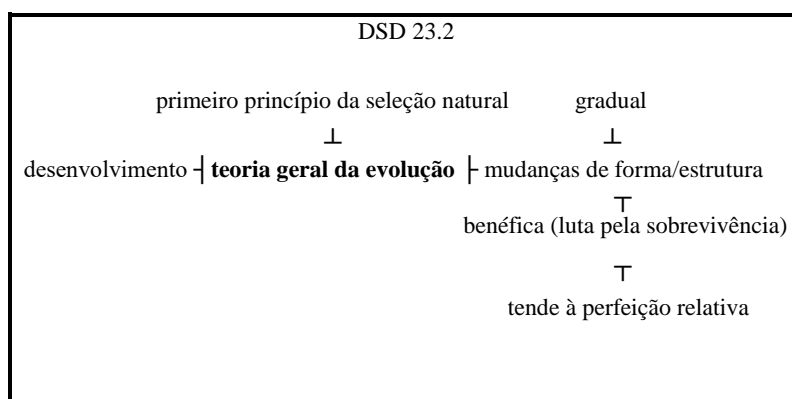 DSD 23.2
primeiro princípio da seleção natural gradual
┴ ┴
desenvolvimento ┤teoria geral da evolução ├ mudanças de forma/estrutura
┬
benéfica (luta pela sobrevivência)
┬
tende à perfeição relativa